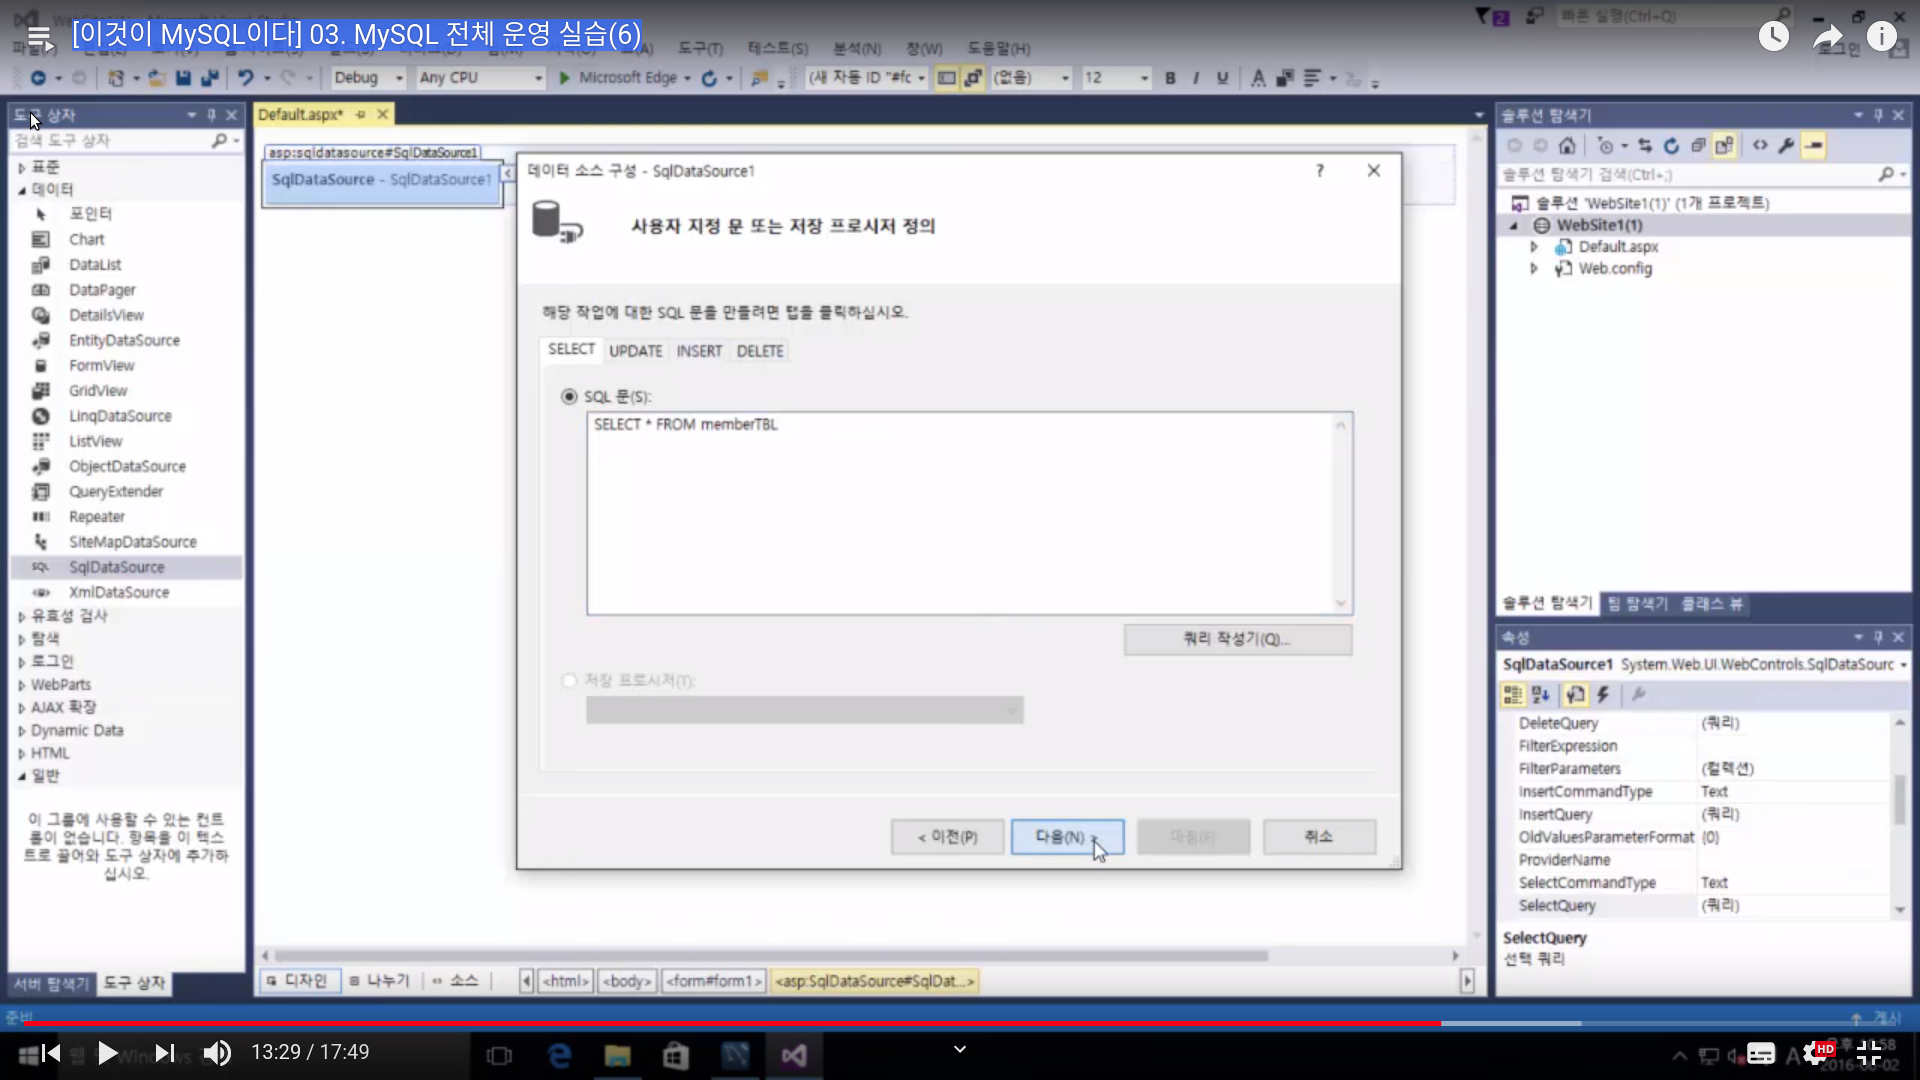 [이것이 MySQL이다] 03. MySQL 전체 운영 실습(6)
빠른 실행(Ctrl+Q)
도구(T) 테스트(S) 분석(N) 창(W) 도움말(H)
Debug Any CPU Microsoft Edge (새 자동 ID "#fc (없음) 12 B I U A
도구 상자
검색 도구 상자
표준
데이터
포인터
Chart
DataList
DataPager
DetailsView
EntityDataSource
FormView
GridView
LinqDataSource
ListView
ObjectDataSource
QueryExtender
Repeater
SiteMapDataSource
SQL SqlDataSource
XmlDataSource
유효성 검사
탐색
로그인
WebParts
AJAX 확장
Dynamic Data
HTML
일반
이 그룹에 사용할 수 있는 컨트
롤이 없습니다. 항목을 이 텍스
트로 끌어와 도구 상자에 추가하
십시오.
서버 탐색기 도구 상자
Default.aspx*
asp:sqldatasource#SqlDataSource1
SqlDataSource - SqlDataSource1
데이터 소스 구성 - SqlDataSource1
?
사용자 지정 문 또는 저장 프로시저 정의
해당 작업에 대한 SQL 문을 만들려면 탭을 클릭하십시오.
SELECT UPDATE INSERT DELETE
SQL 문(S):
SELECT * FROM memberTBL
쿼리 작성기(Q)...
저장 프로시저(T):
< 이전(P) 다음(N) > 취소
디자인 나누기 소스 <html> <body> <form#form1> <asp:SqlDataSource#SqlDat...>
솔루션 탐색기
솔루션 탐색기 검색(Ctrl+;)
솔루션 'WebSite1(1)' (1개 프로젝트)
WebSite1(1)
Default.aspx
Web.config
솔루션 탐색기 팀 탐색기 클래스 뷰
속성
SqlDataSource1 System.Web.UI.WebControls.SqlDataSourc
DeleteQuery (쿼리)
FilterExpression
FilterParameters (컬렉션)
InsertCommandType Text
InsertQuery (쿼리)
OldValuesParameterFormat {0}
ProviderName
SelectCommandType Text
SelectQuery (쿼리)
SelectQuery
선택 쿼리
준비
게시
13:29 / 17:49
HD